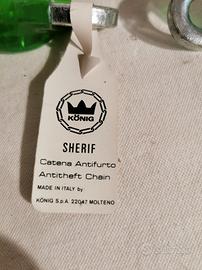 KÖNIG
SHERIF
Catena Antifurto
Antitheft Chain
MADE IN ITALY by
KÖNIG S.p.A. 22047 MOLTENO